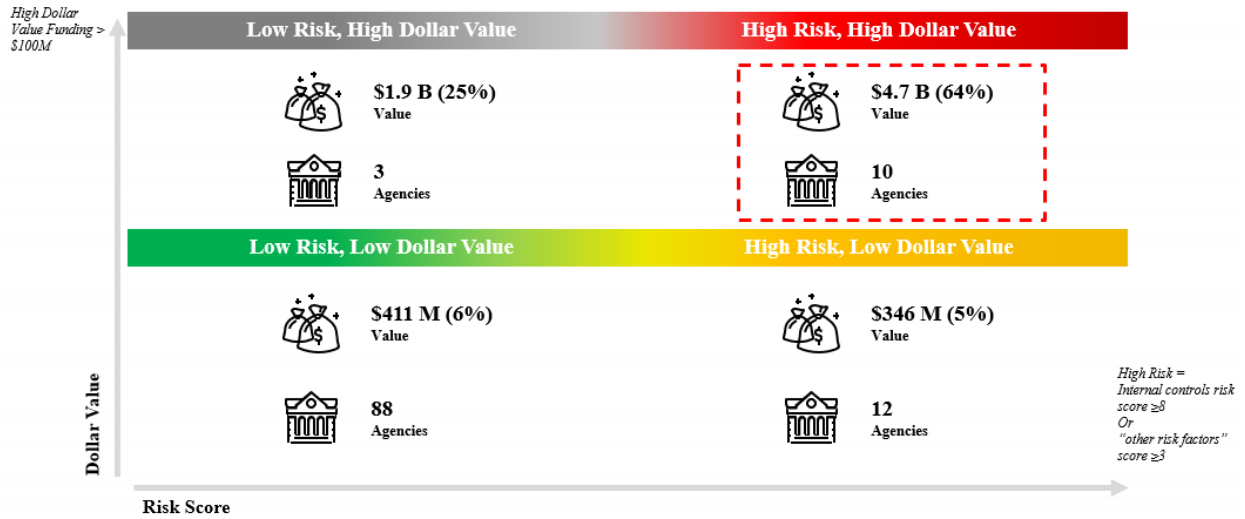 High Dollar
Value Funding >
$100M
Low Risk, High Dollar Value
High Risk, High Dollar Value
$1.9 B (25%)
Value
3
Agencies
$4.7 B (64%)
Value
10
Agencies
Low Risk, Low Dollar Value
High Risk, Low Dollar Value
$411 M (6%)
Value
88
Agencies
$346 M (5%)
Value
12
Agencies
High Risk =
Internal controls risk
score ≥8
Or
“other risk factors”
score ≥3
Dollar Value
Risk Score